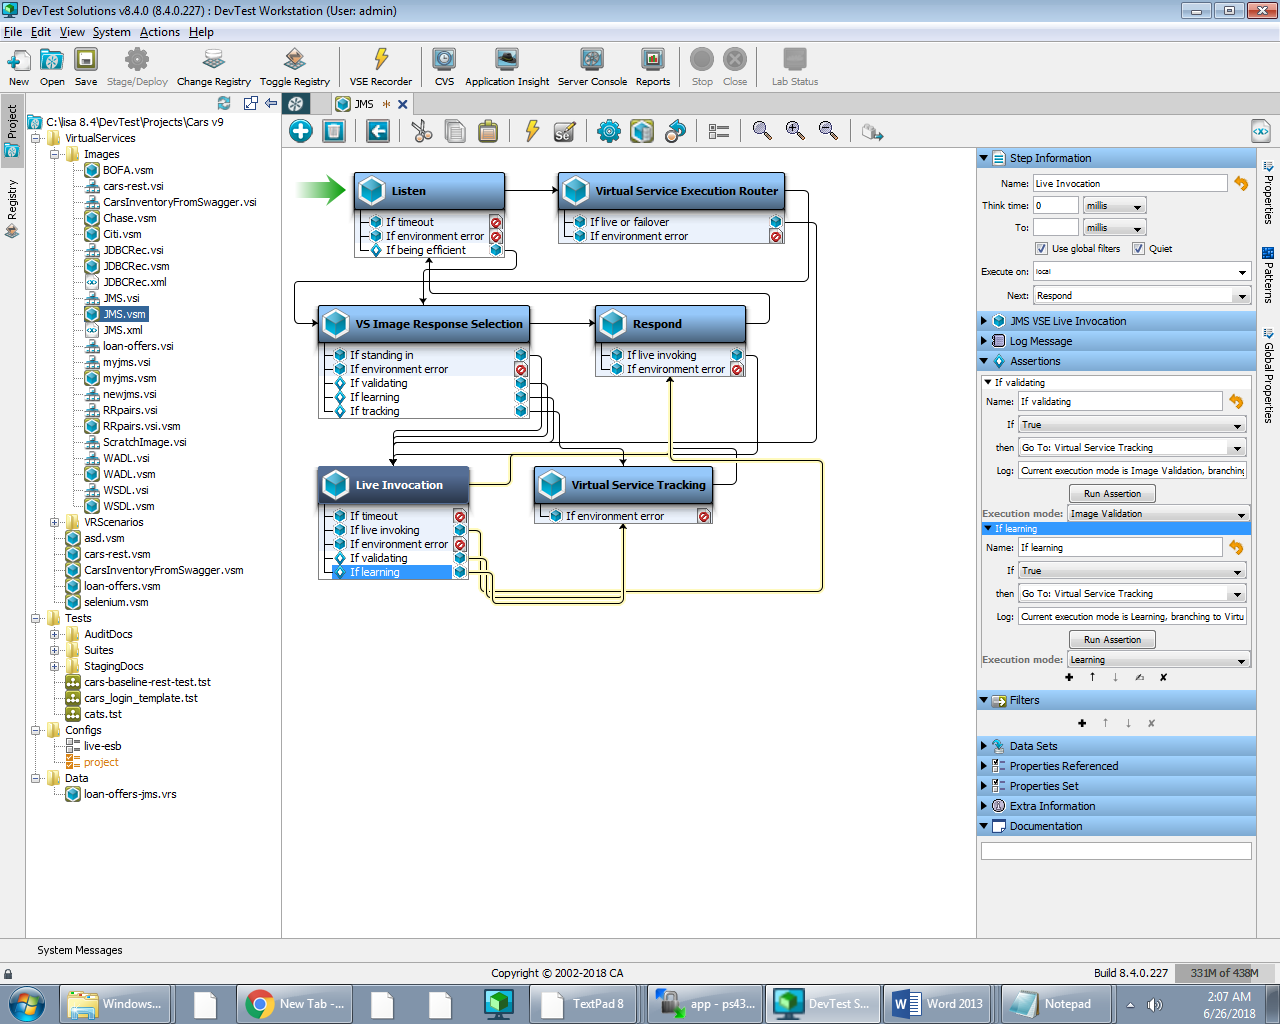 DevTest Solutions v8.4.0 (8.4.0.227) : DevTest Workstation (User: admin)
File Edit View System Actions Help
New Open Save Stage/Deploy Change Registry Toggle Registry VSE Recorder CVS Application Insight Server Console Reports Stop Close Lab Status
Project
Registry
C:\lisa 8.4\DevTest\Projects\Cars v9
VirtualServices
Images
BOFA.vsm
cars-rest.vsi
CarsInventoryFromSwagger.vsi
Chase.vsm
Citi.vsm
JDBCRec.vsi
JDBCRec.vsm
JDBCRec.xml
JMS.vsi
JMS.vsm
JMS.xml
loan-offers.vsi
myjms.vsi
myjms.vsm
newjms.vsi
RRpairs.vsi
RRpairs.vsi.vsm
ScratchImage.vsi
WADL.vsi
WADL.vsm
WSDL.vsi
WSDL.vsm
VRScenarios
asd.vsm
cars-rest.vsm
CarsInventoryFromSwagger.vsm
loan-offers.vsm
selenium.vsm
Tests
AuditDocs
Suites
StagingDocs
cars-baseline-rest-test.tst
cars_login_template.tst
cats.tst
Configs
live-esb
project
Data
loan-offers-jms.vrs
JMS
Se
Listen
If timeout
If environment error
If being efficient
Virtual Service Execution Router
If live or failover
If environment error
VS Image Response Selection
If standing in
If environment error
If validating
If learning
If tracking
Respond
If live invoking
If environment error
Live Invocation
If timeout
If live invoking
If environment error
If validating
If learning
Virtual Service Tracking
If environment error
Step Information
Name: Live Invocation
Think time: 0 millis
To: millis
Use global filters Quiet
Execute on: local
Next: Respond
JMS VSE Live Invocation
Log Message
Assertions
If validating
Name: If validating
If True
then Go To: Virtual Service Tracking
Log: Current execution mode is Image Validation, branching
Run Assertion
Execution mode: Image Validation
If learning
Name: If learning
If True
then Go To: Virtual Service Tracking
Log: Current execution mode is Learning, branching to Virtu
Run Assertion
Execution mode: Learning
Filters
Data Sets
Properties Referenced
Properties Set
Extra Information
Documentation
Properties
Patterns
Global Properties
System Messages
Copyright © 2002-2018 CA
Build 8.4.0.227 331M of 438M
Windows... New Tab -... TextPad 8 app - ps43... DevTest S... Word 2013 Notepad
2:07 AM
6/26/2018